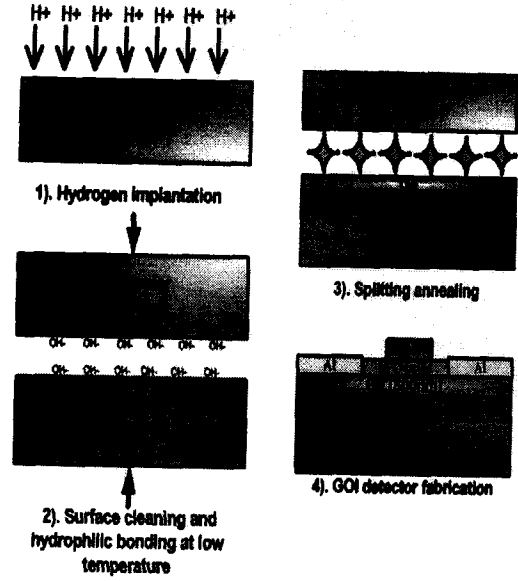 H+ H+ H+ H+ H+ H+ H+
1). Hydrogen implantation
OH- OH- OH- OH- OH- OH-
OH- OH- OH- OH- OH- OH-
2). Surface cleaning and
hydrophilic bonding at low
temperature
3). Splitting annealing
Al Al
4). GOI detector fabrication